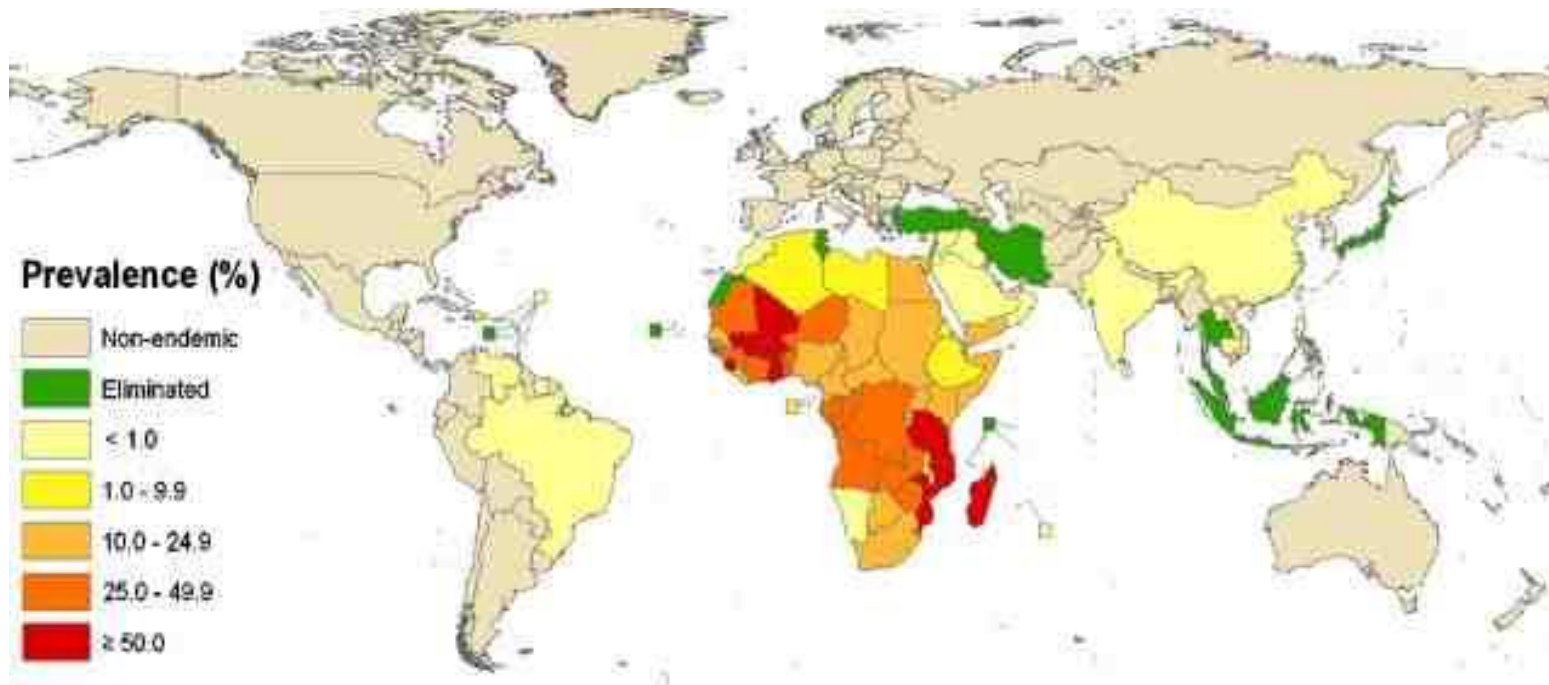 Prevalence (%)
Non-endemic
Eliminated
< 1.0
1.0 - 9.9
10.0 - 24.9
25.0 - 49.9
≥ 50.0